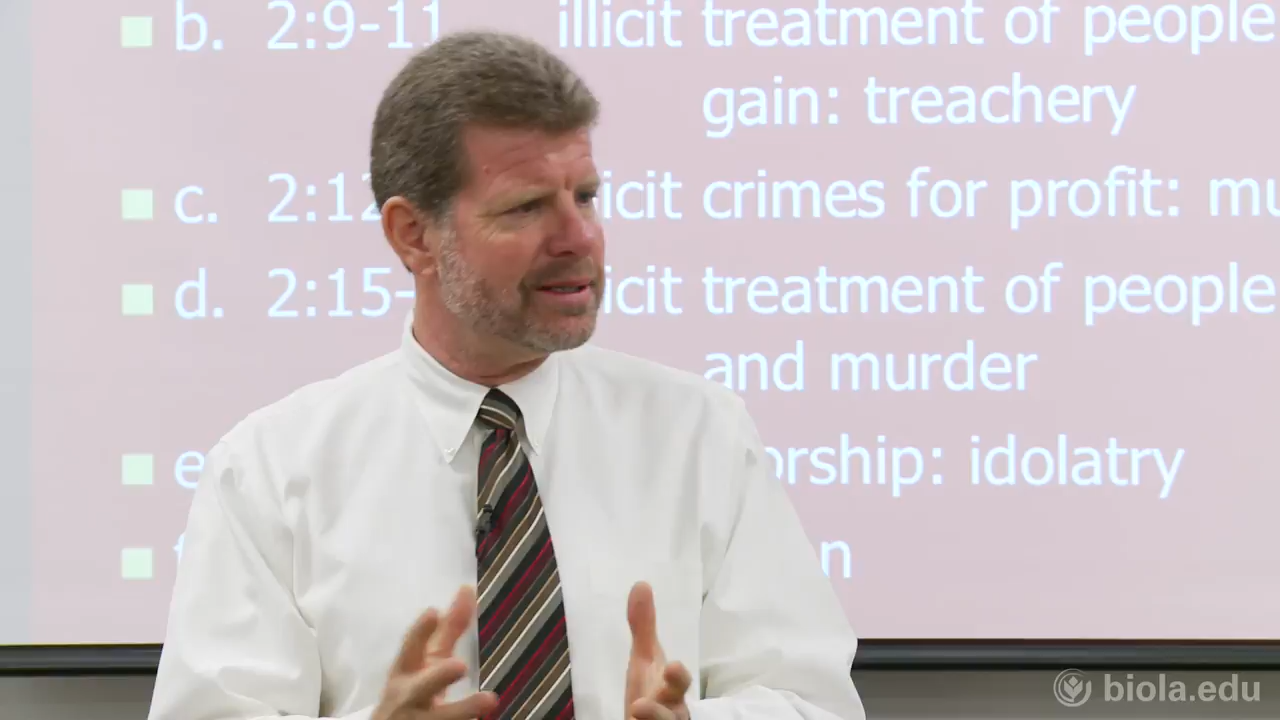 b. 2:9-11 illicit treatment of people
gain: treachery
c. 2:12 icit crimes for profit: mu
d. 2:15- icit treatment of people
and murder
e orship: idolatry
n
biola.edu